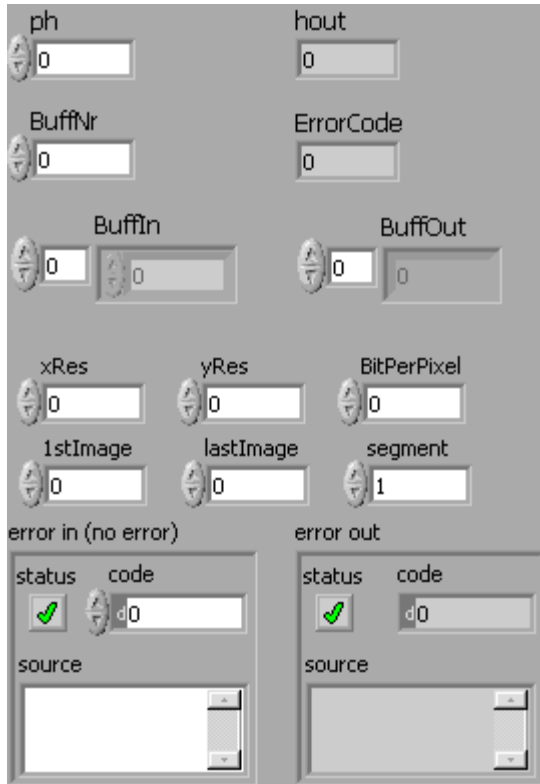 ph hout
0 0
BuffNr ErrorCode
0 0
BuffIn BuffOut
0 0 0 0
xRes yRes BitPerPixel
0 0 0
1stImage lastImage segment
0 0 1
error in (no error) error out
status code status code
d0 d0
source source